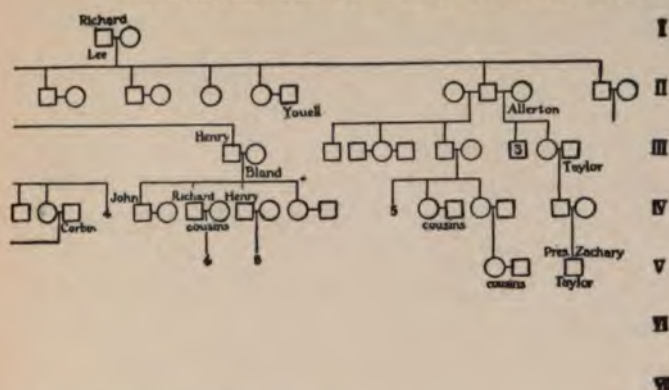 Richard
I
Lee
II
Youell
Allerton
Henry
III
3
Bland
Taylor
John
Richard
Henry
5
IV
Corbin
cousins
cousins
6
8
Pres. Zachary
V
cousins
Taylor
VI